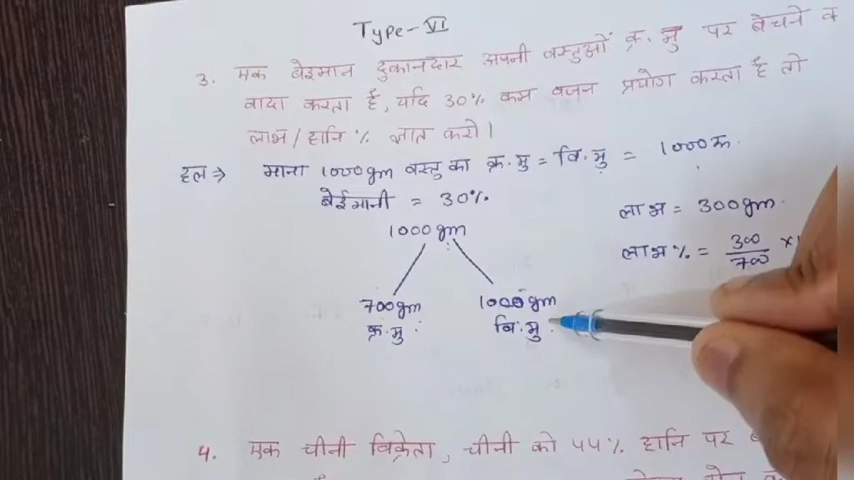 Type-VI
3. एक बेइमान दुकानदार अपनी वस्तुओं क्र.मु पर बेचने
वादा करता है, यदि 30% कम वजन प्रयोग करता है तो
लाभ/हानि % ज्ञात करो।
हल ⇒ माना 1000gm वस्तु का क्र.मु = वि.मु = 1000रू.
बेईमानी = 30%
1000gm
700gm 1000gm
क्र.मु वि.मु
लाभ = 300gm.
लाभ % = 300/700 ×
4. एक चीनी विक्रेता, चीनी को 44% हानि पर